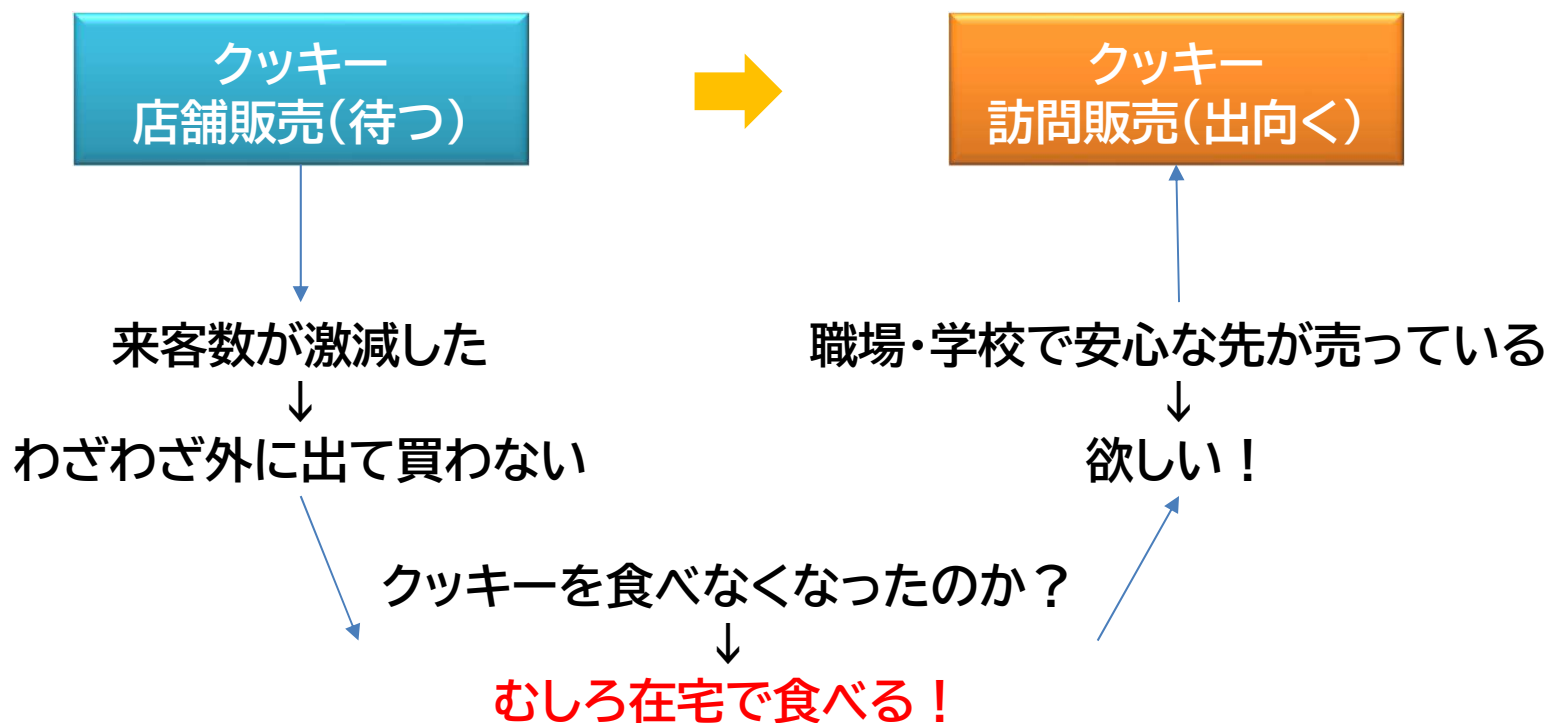 クッキー
店舗販売（待つ）
クッキー
訪問販売（出向く）
来客数が激減した
↓
わざわざ外に出て買わない
職場・学校で安心な先が売っている
↓
欲しい！
クッキーを食べなくなったのか？
↓
むしろ在宅で食べる！